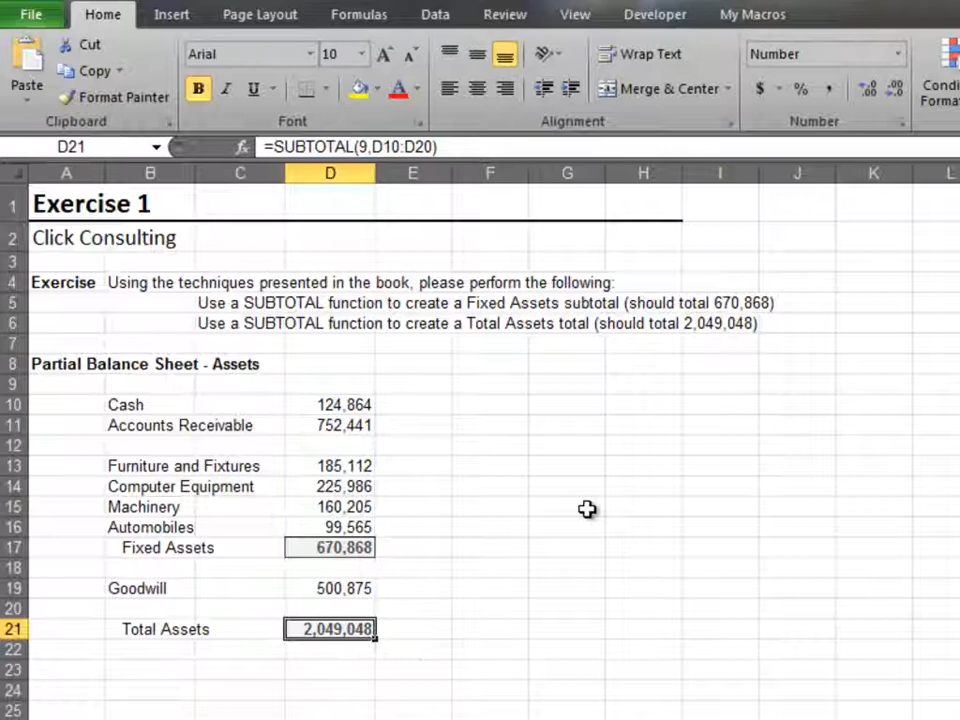 File Home Insert Page Layout Formulas Data Review View Developer My Macros
Cut
Arial 10 A A Wrap Text Number
Copy
Paste
Format Painter B I U A Merge & Center $ % , .0 .00 .00 .0
Clipboard Font Alignment Number
D21 fx =SUBTOTAL(9,D10:D20)
A B C D E F G H I J K L
1 Exercise 1
2 Click Consulting
3
4 Exercise Using the techniques presented in the book, please perform the following:
5 Use a SUBTOTAL function to create a Fixed Assets subtotal (should total 670,868)
6 Use a SUBTOTAL function to create a Total Assets total (should total 2,049,048)
7
8 Partial Balance Sheet - Assets
9
10 Cash 124,864
11 Accounts Receivable 752,441
12
13 Furniture and Fixtures 185,112
14 Computer Equipment 225,986
15 Machinery 160,205
16 Automobiles 99,565
17 Fixed Assets 670,868
18
19 Goodwill 500,875
20
21 Total Assets 2,049,048
22
23
24
25